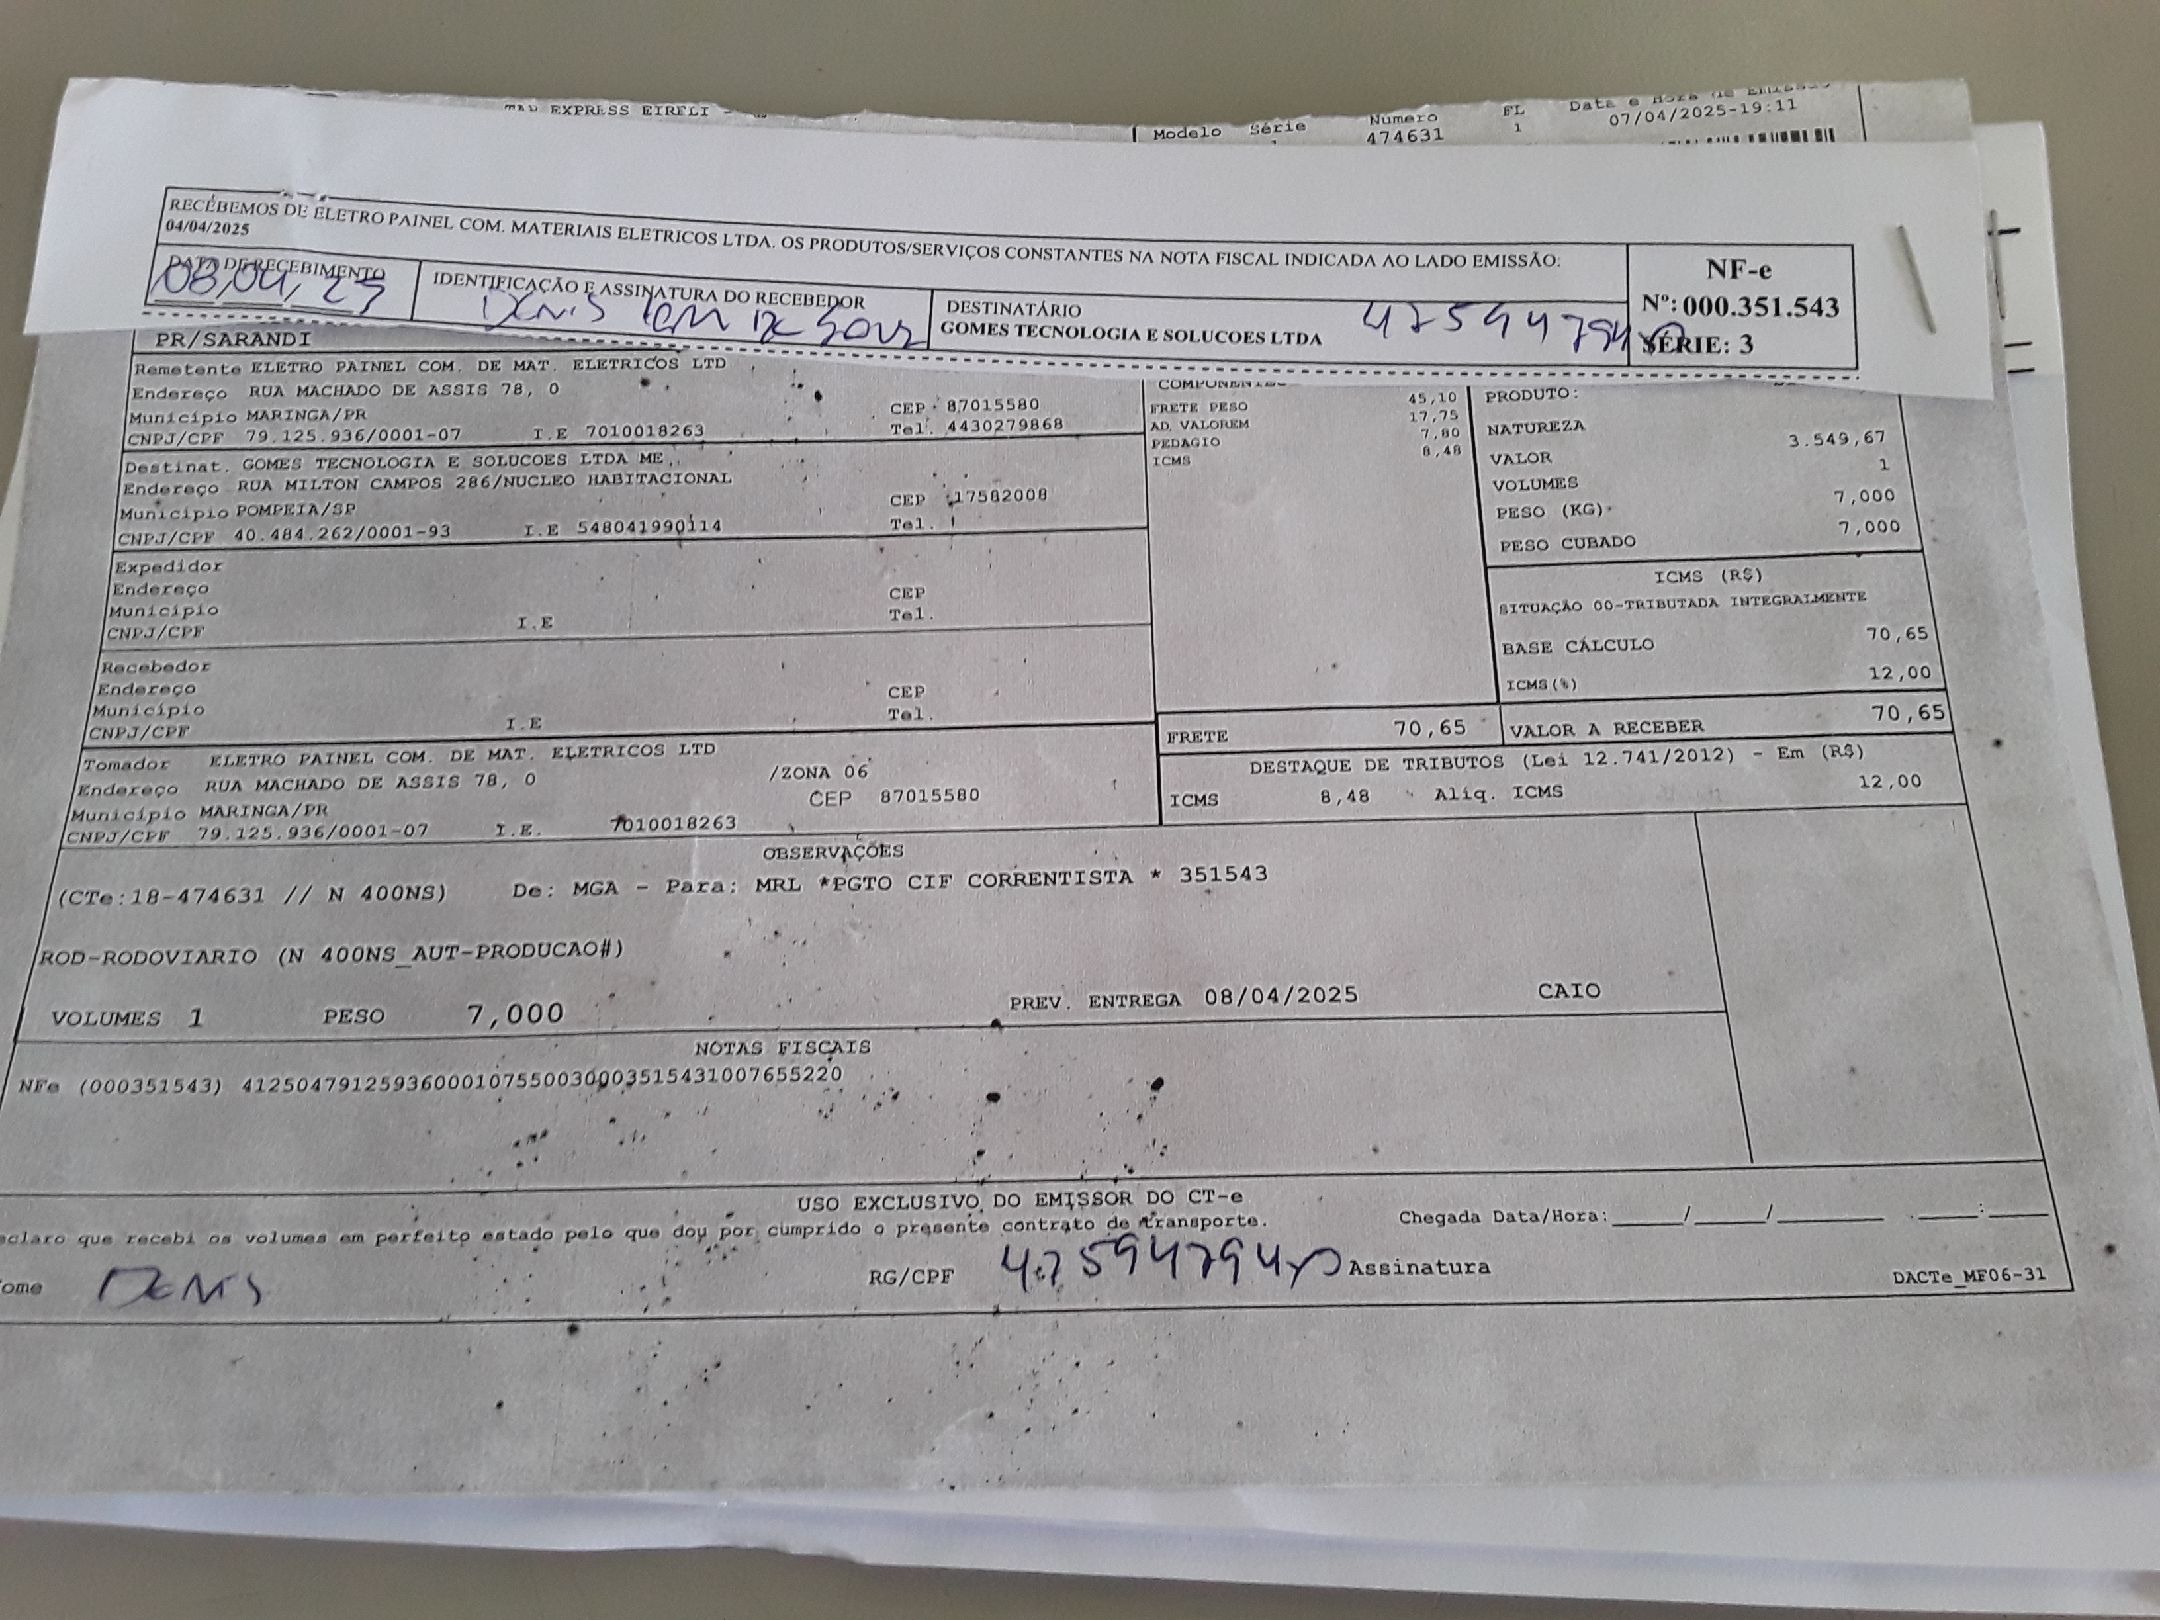 EXPRESS EIRELI -
Modelo Série Numero FL Data e Hora de Emissão
474631 1 07/04/2025-19:11
RECEBEMOS DE ELETRO PAINEL COM. MATERIAIS ELETRICOS LTDA. OS PRODUTOS/SERVIÇOS CONSTANTES NA NOTA FISCAL INDICADA AO LADO EMISSÃO:
04/04/2025
NF-e
Nº: 000.351.543
SÉRIE: 3
DATA DE RECEBIMENTO
08/04/25
IDENTIFICAÇÃO E ASSINATURA DO RECEBEDOR
DENIS
DESTINATÁRIO
GOMES TECNOLOGIA E SOLUCOES LTDA
PR/SARANDI
Remetente ELETRO PAINEL COM. DE MAT. ELETRICOS LTD
Endereço RUA MACHADO DE ASSIS 78, 0
Município MARINGA/PR CEP 87015580
CNPJ/CPF 79.125.936/0001-07 I.E 7010018263 Tel. 4430279868
Destinat. GOMES TECNOLOGIA E SOLUCOES LTDA ME
Endereço RUA MILTON CAMPOS 286/NUCLEO HABITACIONAL
Município POMPEIA/SP CEP 17582008
CNPJ/CPF 40.484.262/0001-93 I.E 548041990114 Tel.
Expedidor
Endereço
Município CEP
CNPJ/CPF I.E Tel.
Recebedor
Endereço
Município CEP
CNPJ/CPF I.E Tel.
Tomador ELETRO PAINEL COM. DE MAT. ELETRICOS LTD
Endereço RUA MACHADO DE ASSIS 78, 0 /ZONA 06
Município MARINGA/PR CEP 87015580
CNPJ/CPF 79.125.936/0001-07 I.E. 7010018263
FRETE PESO 45,10
AD. VALOREM 17,75
PEDAGIO 7,80
ICMS 8,48
PRODUTO:
NATUREZA
VALOR 3.549,67
VOLUMES 1
PESO (KG) 7,000
PESO CUBADO 7,000
ICMS (R$)
SITUAÇÃO 00-TRIBUTADA INTEGRALMENTE
BASE CÁLCULO 70,65
ICMS(%) 12,00
FRETE 70,65 VALOR A RECEBER 70,65
DESTAQUE DE TRIBUTOS (Lei 12.741/2012) - Em (R$)
ICMS 8,48 Aliq. ICMS 12,00
OBSERVAÇÕES
(CTe:18-474631 // N 400NS) De: MGA - Para: MRL *PGTO CIF CORRENTISTA * 351543
ROD-RODOVIARIO (N 400NS_AUT-PRODUCAO#)
VOLUMES 1 PESO 7,000 PREV. ENTREGA 08/04/2025 CAIO
NOTAS FISCAIS
NFe (000351543) 41250479125936000107550030003515431007655220
USO EXCLUSIVO DO EMISSOR DO CT-e
eclaro que recebi os volumes em perfeito estado pelo que dou por cumprido o presente contrato de transporte.
Chegada Data/Hora:_____/_____/________ ____:____
ome DENIS RG/CPF Assinatura
DACTe_MF06-31